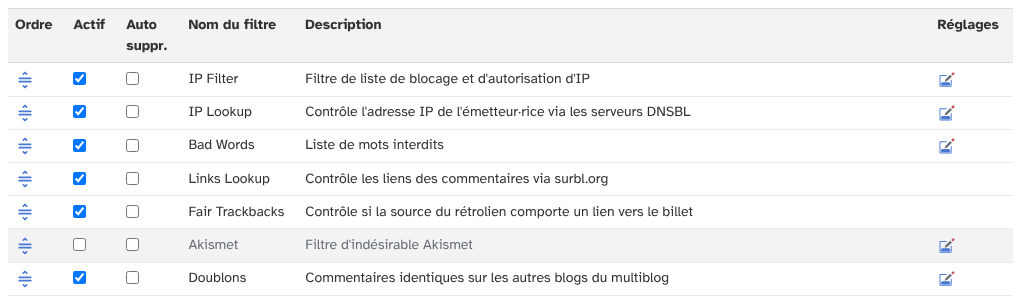 Ordre Actif Auto suppr. Nom du filtre Description Réglages
IP Filter Filtre de liste de blocage et d'autorisation d'IP
IP Lookup Contrôle l'adresse IP de l'émetteur·rice via les serveurs DNSBL
Bad Words Liste de mots interdits
Links Lookup Contrôle les liens des commentaires via surbl.org
Fair Trackbacks Contrôle si la source du rétrolien comporte un lien vers le billet
Akismet Filtre d'indésirable Akismet
Doublons Commentaires identiques sur les autres blogs du multiblog